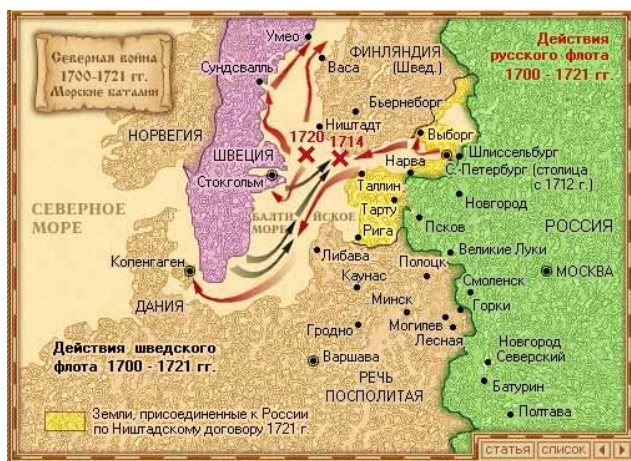 Северная война
1700-1721 гг.
Морские баталии
Умео
ФИНЛЯНДИЯ
(Швед.)
Действия
русского флота
1700 - 1721 гг.
Сундсвалль
Васа
Бьернеборг
НОРВЕГИЯ
Ништадт
Выборг
1720
1714
ШВЕЦИЯ
Шлиссельбург
Нарва
С.-Петербург (столица
с 1712 г.)
Стокгольм
Таллин
Новгород
СЕВЕРНОЕ
МОРЕ
БАЛТИЙСКОЕ
МОРЕ
Тарту
Псков
РОССИЯ
Рига
Либава
Великие Луки
Копенгаген
Каунас
Полоцк
МОСКВА
Смоленск
ДАНИЯ
Минск
Горки
Могилев
Гродно
Лесная
Новгород
Северский
Действия шведского
флота 1700 - 1721 гг.
Варшава
РЕЧЬ
ПОСПОЛИТАЯ
Батурин
Полтава
Земли, присоединенные к России
по Ништадскому договору 1721 г.
статья список